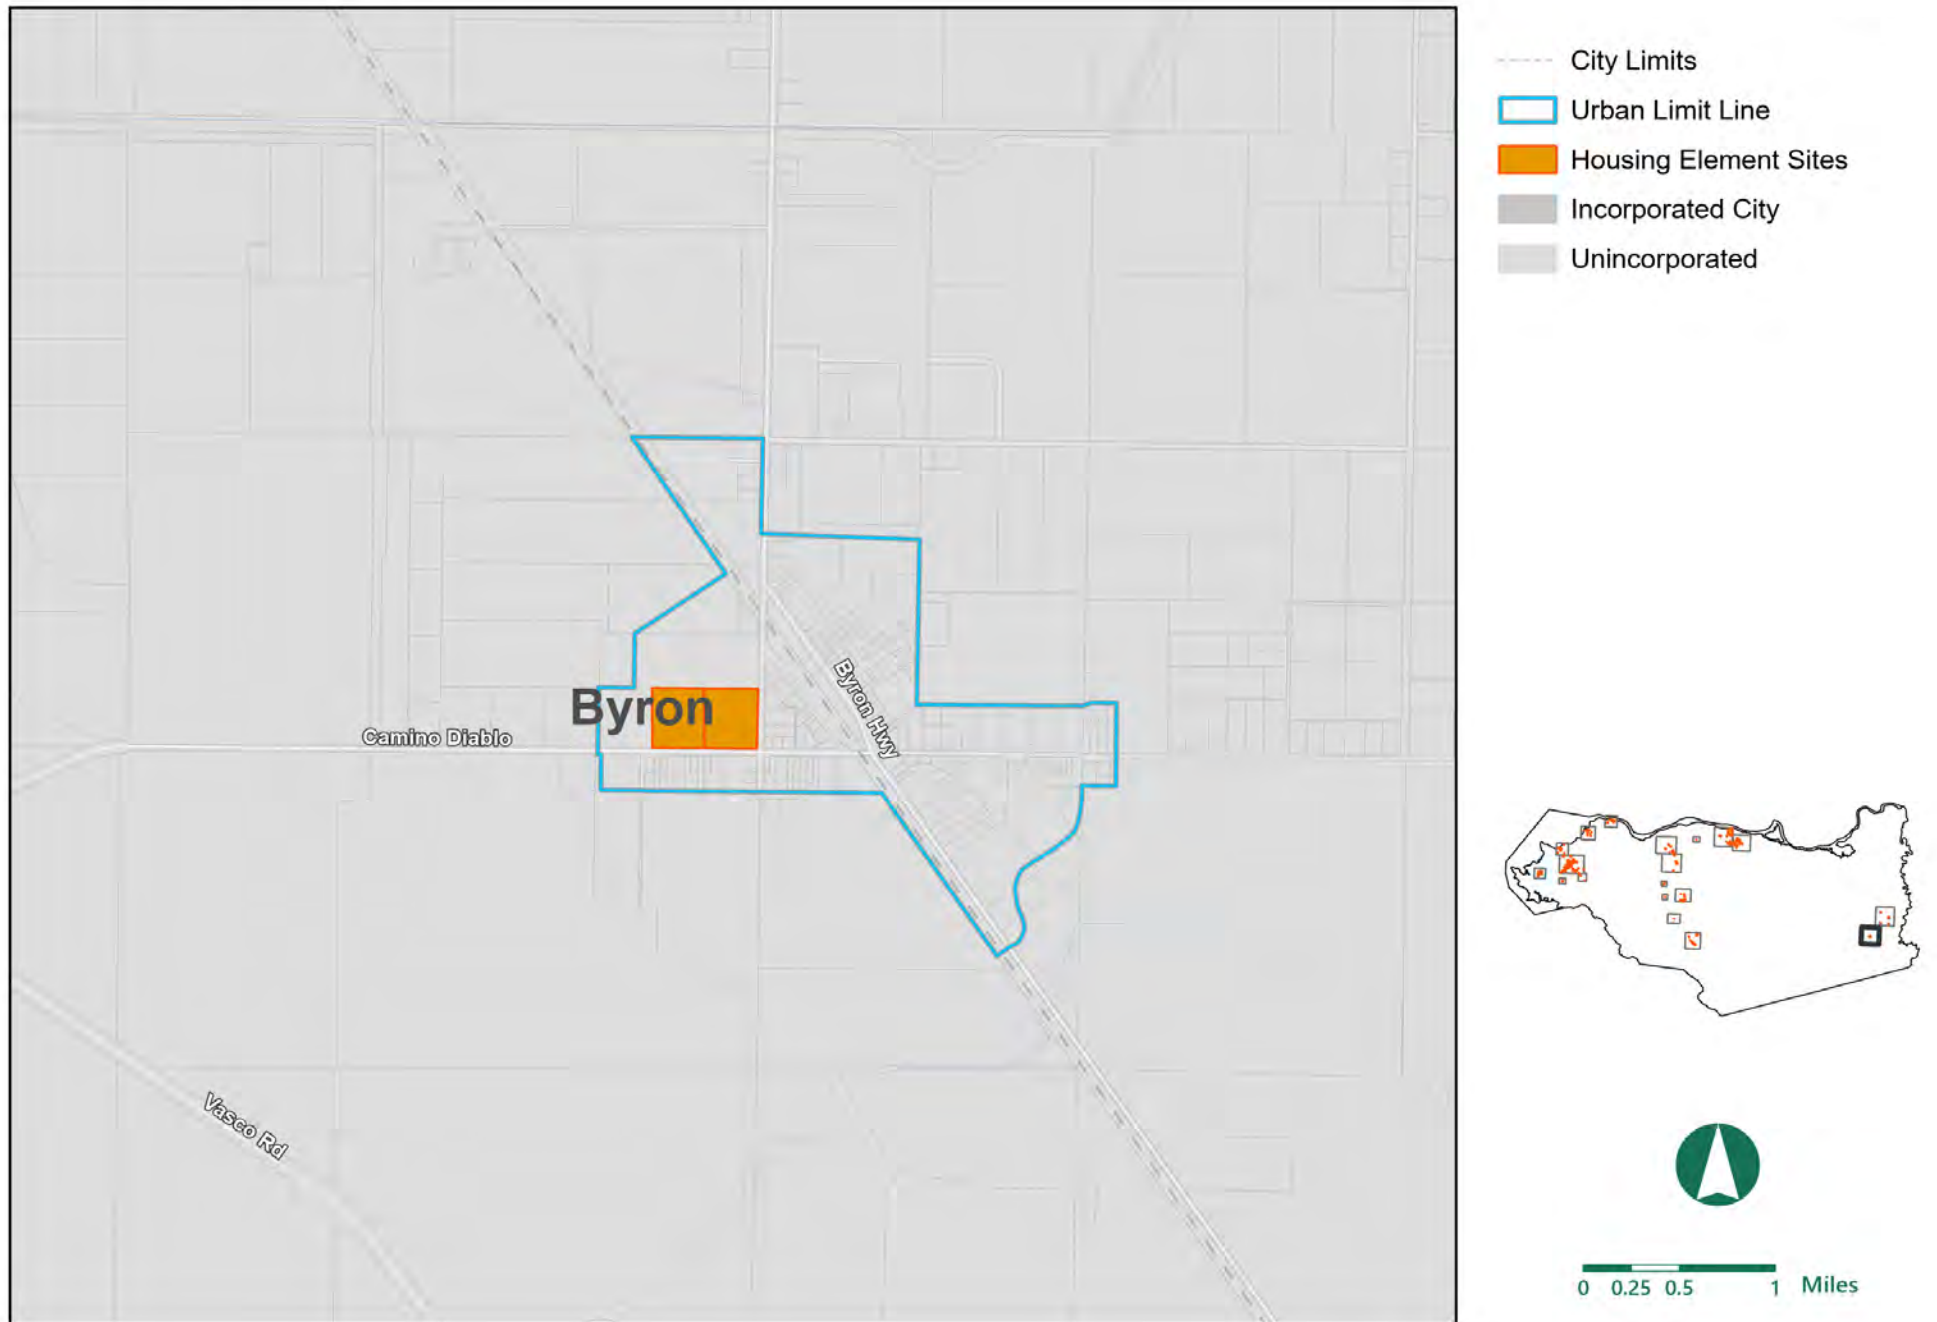 City Limits
Urban Limit Line
Housing Element Sites
Incorporated City
Unincorporated
Byron
Byron Hwy
Camino Diablo
Vasco Rd
0 0.25 0.5 1 Miles